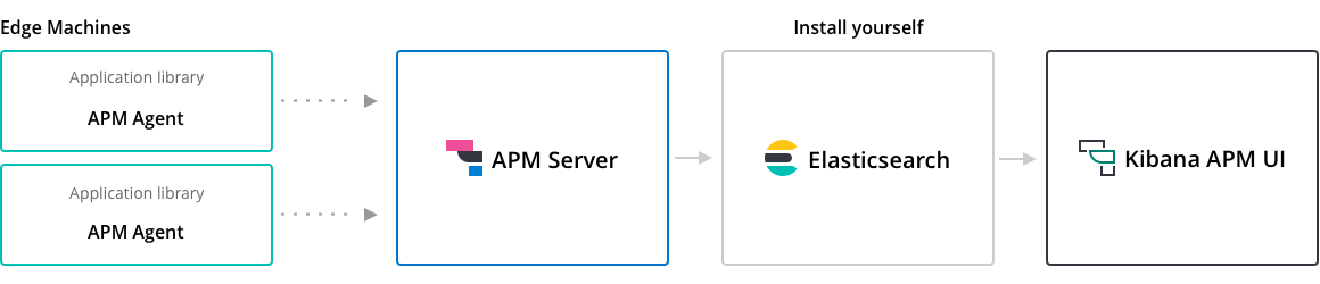 Edge Machines
Install yourself
Application library
APM Agent
Application library
APM Agent
APM Server
Elasticsearch
Kibana APM UI